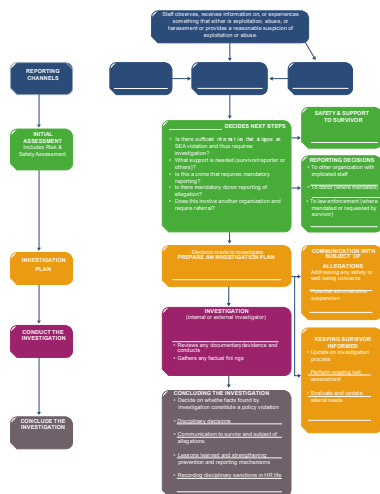 Staff observes, receives information on, or experiences
something that either is exploitation, abuse, or
harassment or provides a reasonable suspicion of
exploitation or abuse.
REPORTING
CHANNELS
INITIAL
ASSESSMENT
Includes Risk &
Safety Assessment
DECIDES NEXT STEPS
• Is there sufficient information that alleges an
SEA violation and thus requires
investigation?
• What support is needed (survivor/reporter or
others)?
• Is this a crime that requires mandatory
reporting?
• Is there mandatory donor reporting of
allegation?
• Does this involve another organization and
require referral?
SAFETY & SUPPORT
TO SURVIVOR
REPORTING DECISIONS
• To other organization with
implicated staff
• To donor (where mandated)
• To law enforcement (where
mandated or requested by
survivor)
INVESTIGATION
PLAN
Decision made to investigate
PREPARE AN INVESTIGATION PLAN
COMMUNICATION WITH
SUBJECT OF
ALLEGATIONS
• Addressing any safety or
well-being concerns
• Potential administrative
suspension
CONDUCT THE
INVESTIGATION
INVESTIGATION
(internal or external investigator)
• Reviews any documentary evidence and
conducts
• Gathers any factual findings
KEEPING SURVIVOR
INFORMED
• Update on investigation
process
• Perform ongoing risk
assessment
• Evaluate and update
referral needs
CONCLUDE THE
INVESTIGATION
CONCLUDING THE INVESTIGATION
• Decide on whether facts found by
investigation constitute a policy violation
• Disciplinary decisions
• Communication to survivor and subject of
allegations
• Lessons learned and strengthening
prevention and reporting mechanisms
• Recording disciplinary sanctions in HR file